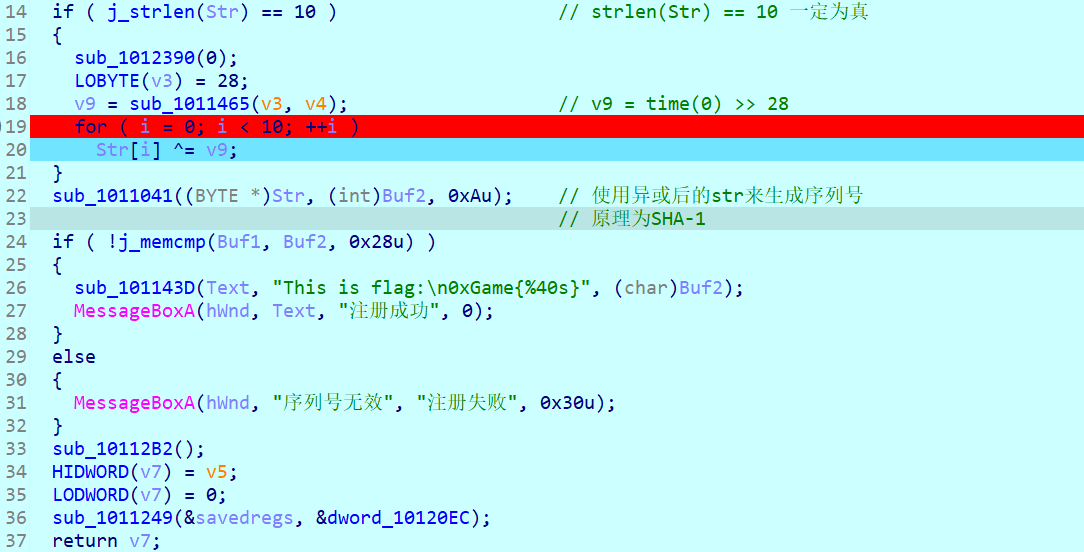 14 if ( j_strlen(Str) == 10 ) // strlen(Str) == 10 一定为真
15 {
16 sub_1012390(0);
17 LOBYTE(v3) = 28;
18 v9 = sub_1011465(v3, v4); // v9 = time(0) >> 28
19 for ( i = 0; i < 10; ++i )
20 Str[i] ^= v9;
21 }
22 sub_1011041((BYTE *)Str, (int)Buf2, 0xAu); // 使用异或后的str来生成序列号
23 // 原理为SHA-1
24 if ( !j_memcmp(Buf1, Buf2, 0x28u) )
25 {
26 sub_101143D(Text, "This is flag:\n0xGame{%40s}", (char)Buf2);
27 MessageBoxA(hWnd, Text, "注册成功", 0);
28 }
29 else
30 {
31 MessageBoxA(hWnd, "序列号无效", "注册失败", 0x30u);
32 }
33 sub_10112B2();
34 HIDWORD(v7) = v5;
35 LODWORD(v7) = 0;
36 sub_1011249(&savedregs, &dword_10120EC);
37 return v7;